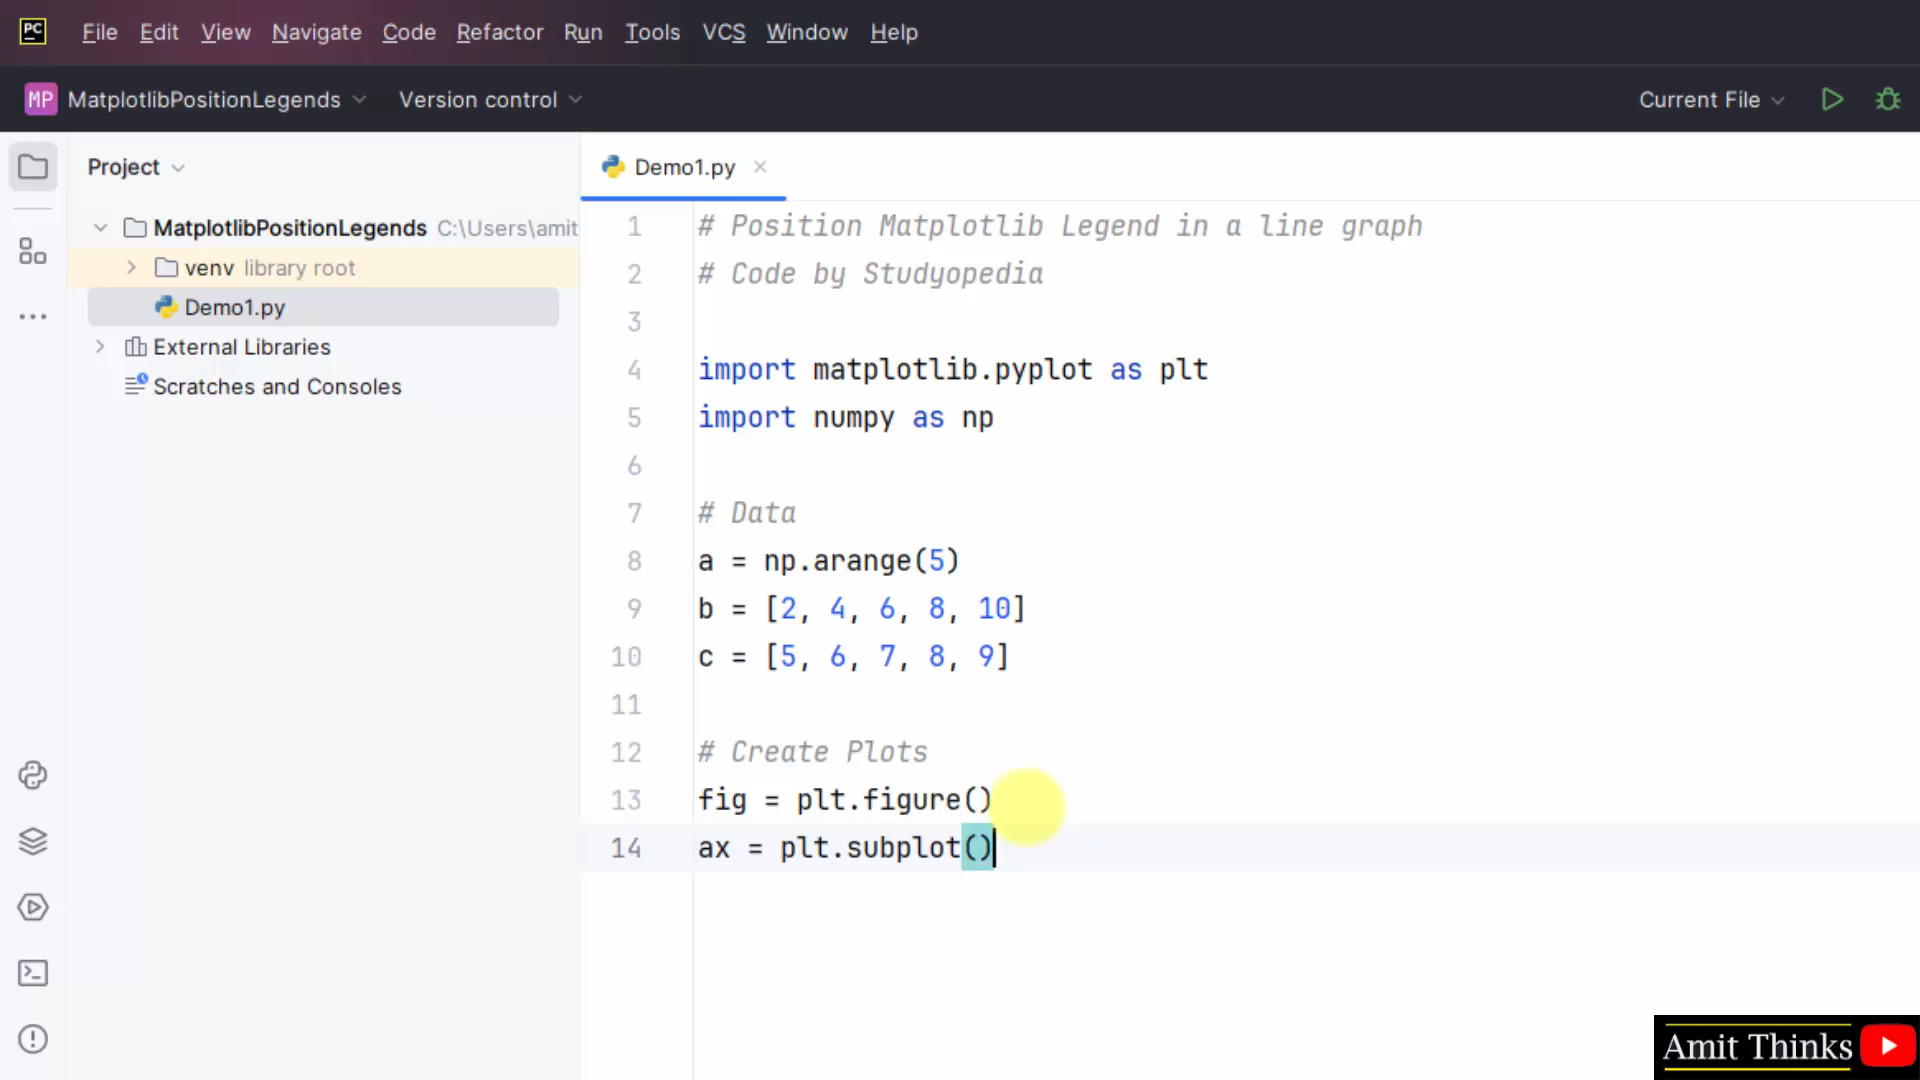 PC File Edit View Navigate Code Refactor Run Tools VCS Window Help
MP MatplotlibPositionLegends Version control Current File
Project
Demo1.py
MatplotlibPositionLegends C:\Users\amit
venv library root
Demo1.py
External Libraries
Scratches and Consoles
1 # Position Matplotlib Legend in a line graph
2 # Code by Studyopedia
3
4 import matplotlib.pyplot as plt
5 import numpy as np
6
7 # Data
8 a = np.arange(5)
9 b = [2, 4, 6, 8, 10]
10 c = [5, 6, 7, 8, 9]
11
12 # Create Plots
13 fig = plt.figure()
14 ax = plt.subplot()
Amit Thinks